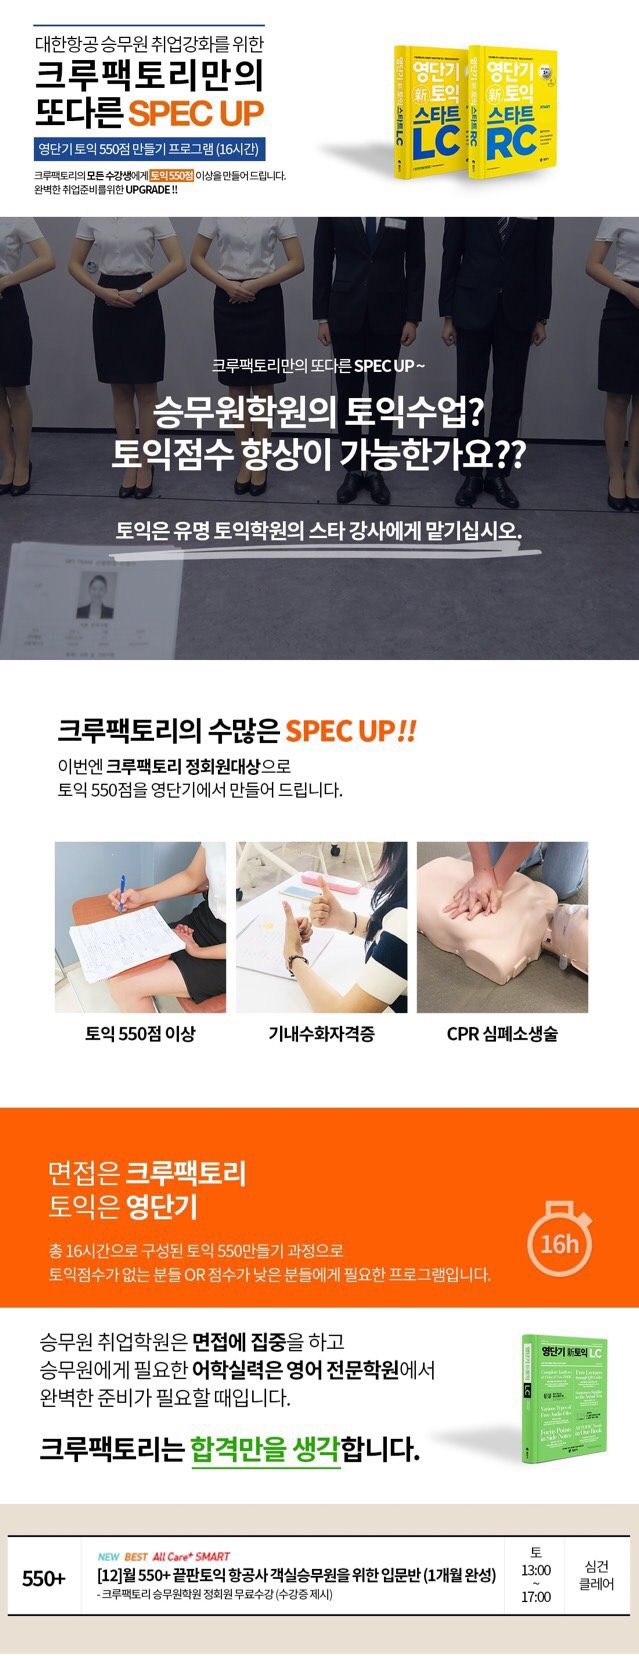 대한항공 승무원 취업강화를 위한
크루팩토리만의
또다른 SPEC UP
영단기 토익 550점 만들기 프로그램 (16시간)
크루팩토리의 모든 수강생에게 토익 550점 이상을 만들어 드립니다.
완벽한 취업준비를위한 UPGRADE !!
영단기
新 토익
스타트
LC
영단기
新 토익
스타트
RC
크루팩토리만의 또다른 SPEC UP ~
승무원학원의 토익수업?
토익점수 향상이 가능한가요??
토익은 유명 토익학원의 스타 강사에게 맡기십시오.
크루팩토리의 수많은 SPEC UP !!
이번엔 크루팩토리 정회원대상으로
토익 550점을 영단기에서 만들어 드립니다.
토익 550점 이상
기내수화자격증
CPR 심폐소생술
면접은 크루팩토리
토익은 영단기
총 16시간으로 구성된 토익 550만들기 과정으로
토익점수가 없는 분들 OR 점수가 낮은 분들에게 필요한 프로그램입니다.
16h
승무원 취업학원은 면접에 집중을 하고
승무원에게 필요한 어학실력은 영어 전문학원에서
완벽한 준비가 필요할 때입니다.
크루팩토리는 합격만을 생각합니다.
영단기 新토익 LC
550+
NEW BEST All Care+ SMART
[12]월 550+ 끝판토익 항공사 객실승무원을 위한 입문반 (1개월 완성)
- 크루팩토리 승무원학원 정회원 무료수강 (수강증 제시)
토
13:00
~
17:00
심건
클레어